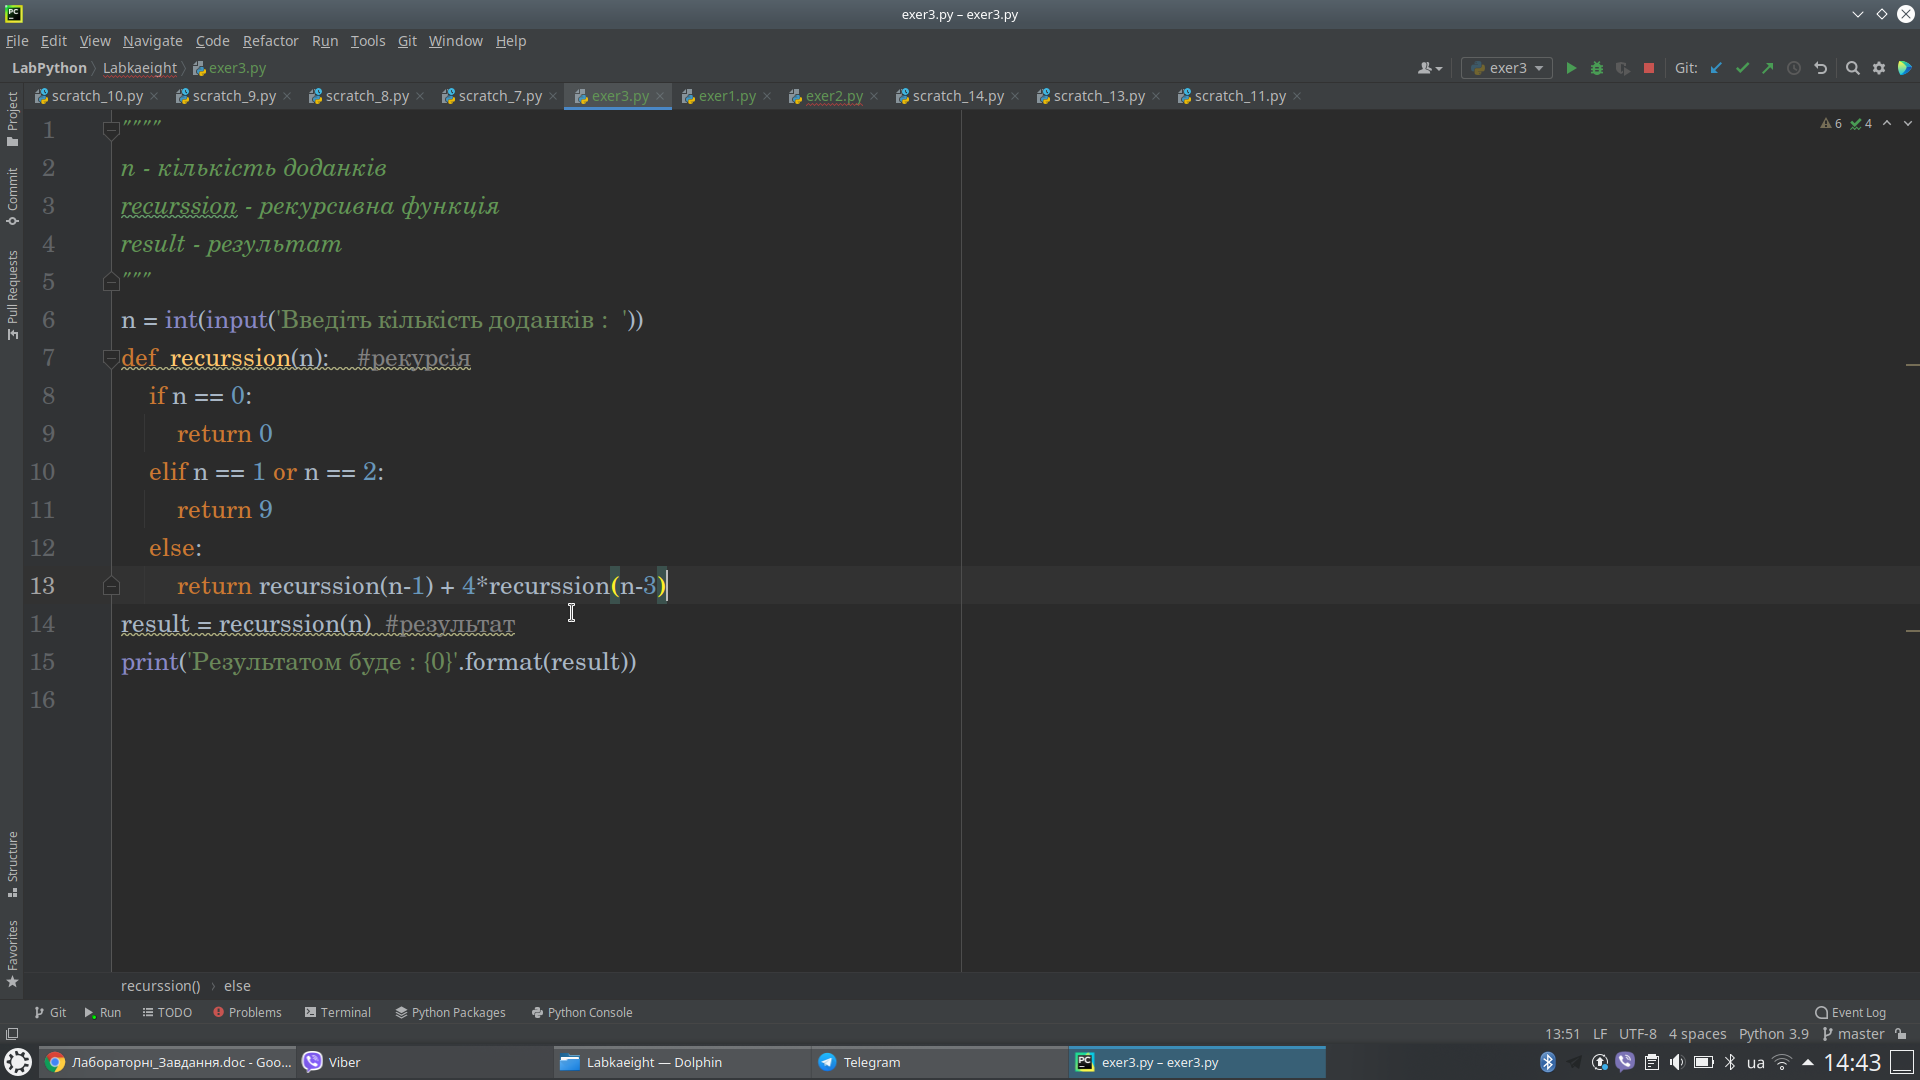 exer3.py – exer3.py
File Edit View Navigate Code Refactor Run Tools Git Window Help
LabPython Labkaeight exer3.py exer3 Git:
scratch_10.py scratch_9.py scratch_8.py scratch_7.py exer3.py exer1.py exer2.py scratch_14.py scratch_13.py scratch_11.py
Project
Commit
Pull Requests
Structure
Favorites
6 4
1 """"
2 n - кількість доданків
3 recurssion - рекурсивна функція
4 result - результат
5 """
6 n = int(input('Введіть кількість доданків :  '))
7 def  recurssion(n):    #рекурсія
8     if n == 0:
9         return 0
10     elif n == 1 or n == 2:
11         return 9
12     else:
13         return recurssion(n-1) + 4*recurssion(n-3)
14 result = recurssion(n)  #результат
15 print('Результатом буде : {0}'.format(result))
16
recurssion() › else
Git Run TODO Problems Terminal Python Packages Python Console Event Log
13:51 LF UTF-8 4 spaces Python 3.9 master
Лабораторні_Завдання.doc - Goo... Viber Labkaeight — Dolphin Telegram PC exer3.py – exer3.py ua 14:43